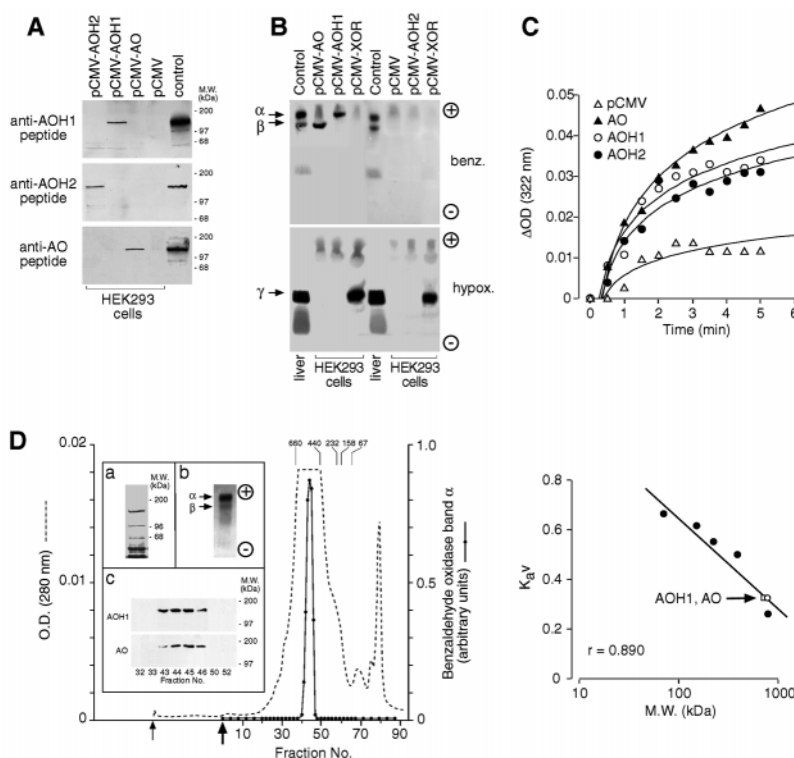 A
pCMV-AOH2
pCMV-AOH1
pCMV-AO
pCMV
control
M.W.
(kDa)
anti-AOH1
peptide
- 200
- 97
- 68
anti-AOH2
peptide
- 200
- 97
- 68
anti-AO
peptide
- 200
- 97
- 68
HEK293
cells
B
Control
pCMV-AO
pCMV-AOH1
pCMV-XOR
Control
pCMV
pCMV-AOH2
pCMV-XOR
α
β
+
benz.
-
+
γ
hypox.
-
liver
HEK293
cells
liver
HEK293
cells
C
ΔOD (322 nm)
0.05
0.04
0.03
0.02
0.01
0
△ pCMV
▲ AO
○ AOH1
● AOH2
0 1 2 3 4 5 6
Time (min)
D
O.D. (280 nm)
0.02
0.01
0.00
a
M.W.
(kDa)
- 200
- 96
- 68
b
α
β
+
-
c
AOH1
- 200
- 97
AO
- 200
- 97
32 33 43 44 45 46 50 52
Fraction No.
660 440 232 158 67
1.0
0.8
0.4
0.2
0
Benzaldehyde oxidase band α
(arbitrary units)
10 30 50 70 90
Fraction No.
Kav
0.8
0.6
0.4
0.2
0
AOH1, AO
r = 0.890
10 100 1000
M.W. (kDa)